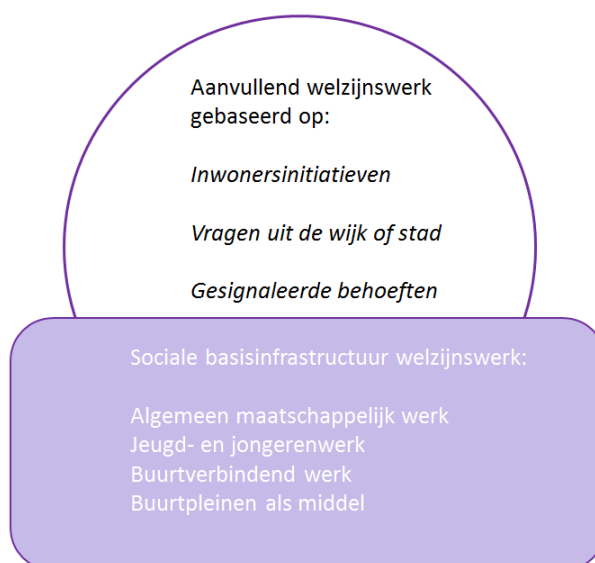 Aanvullend welzijnswerk
gebaseerd op:
Inwonersinitiatieven
Vragen uit de wijk of stad
Gesignaleerde behoeften
Sociale basisinfrastructuur welzijnswerk:
Algemeen maatschappelijk werk
Jeugd- en jongerenwerk
Buurtverbindend werk
Buurtpleinen als middel